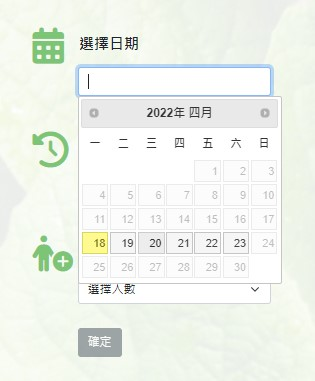 選擇日期
2022年 四月
一 二 三 四 五 六 日
1 2 3
4 5 6 7 8 9 10
11 12 13 14 15 16 17
18 19 20 21 22 23 24
25 26 27 28 29 30
選擇人數
確定